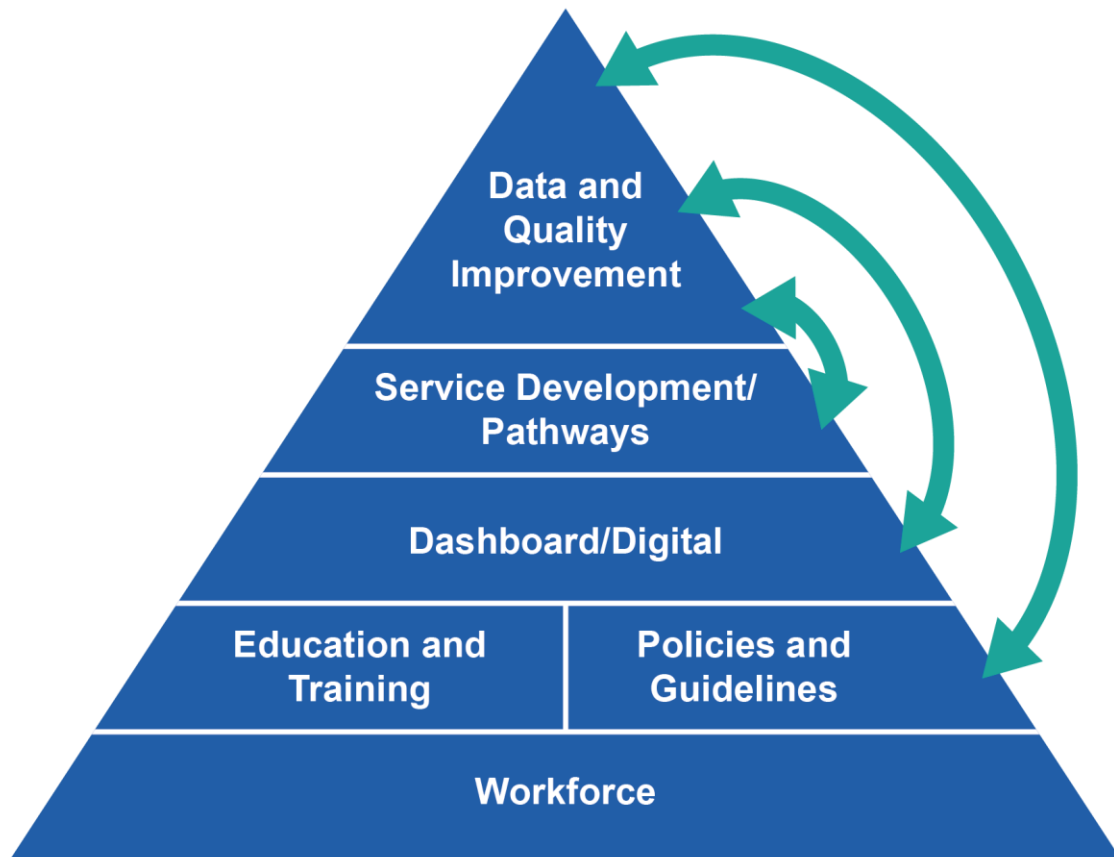 Data and
Quality
Improvement
Service Development/
Pathways
Dashboard/Digital
Education and
Training
Policies and
Guidelines
Workforce